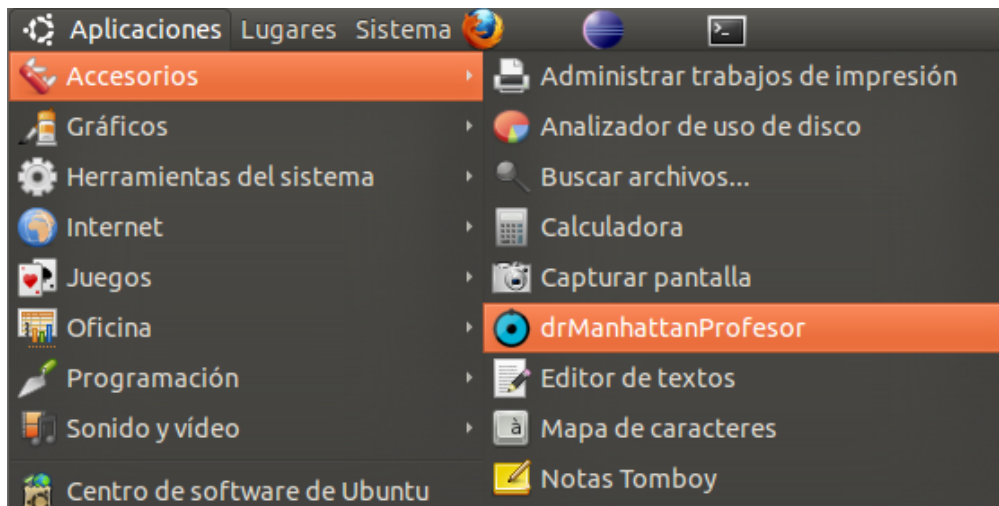 Aplicaciones Lugares Sistema
Accesorios
Gráficos
Herramientas del sistema
Internet
Juegos
Oficina
Programación
Sonido y vídeo
Centro de software de Ubuntu
Administrar trabajos de impresión
Analizador de uso de disco
Buscar archivos...
Calculadora
Capturar pantalla
drManhattanProfesor
Editor de textos
Mapa de caracteres
Notas Tomboy